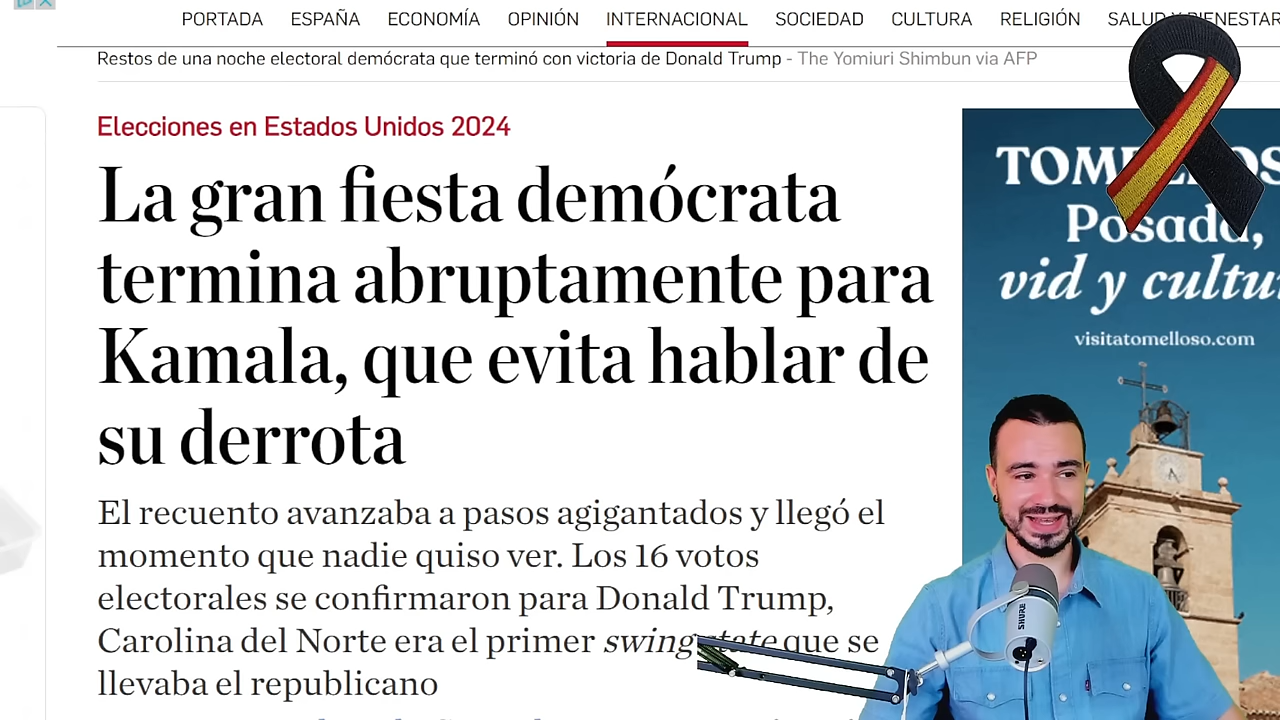 PORTADA ESPAÑA ECONOMÍA OPINIÓN INTERNACIONAL SOCIEDAD CULTURA RELIGIÓN SALUD Y BIENESTAR
Restos de una noche electoral demócrata que terminó con victoria de Donald Trump - The Yomiuri Shimbun via AFP
Elecciones en Estados Unidos 2024
La gran fiesta demócrata
termina abruptamente para
Kamala, que evita hablar de
su derrota
El recuento avanzaba a pasos agigantados y llegó el
momento que nadie quiso ver. Los 16 votos
electorales se confirmaron para Donald Trump,
Carolina del Norte era el primer swing state que se
llevaba el republicano
Posada,
vid y
visitatomelloso.com
SHURE